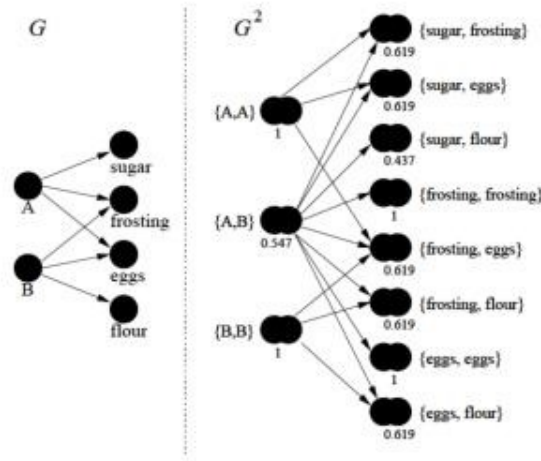 G
A
B
sugar
frosting
eggs
flour
G²
{A,A}
1
{A,B}
0.547
{B,B}
1
{sugar, frosting}
0.619
{sugar, eggs}
0.619
{sugar, flour}
0.437
{frosting, frosting}
1
{frosting, eggs}
0.619
{frosting, flour}
0.619
{eggs, eggs}
1
{eggs, flour}
0.619